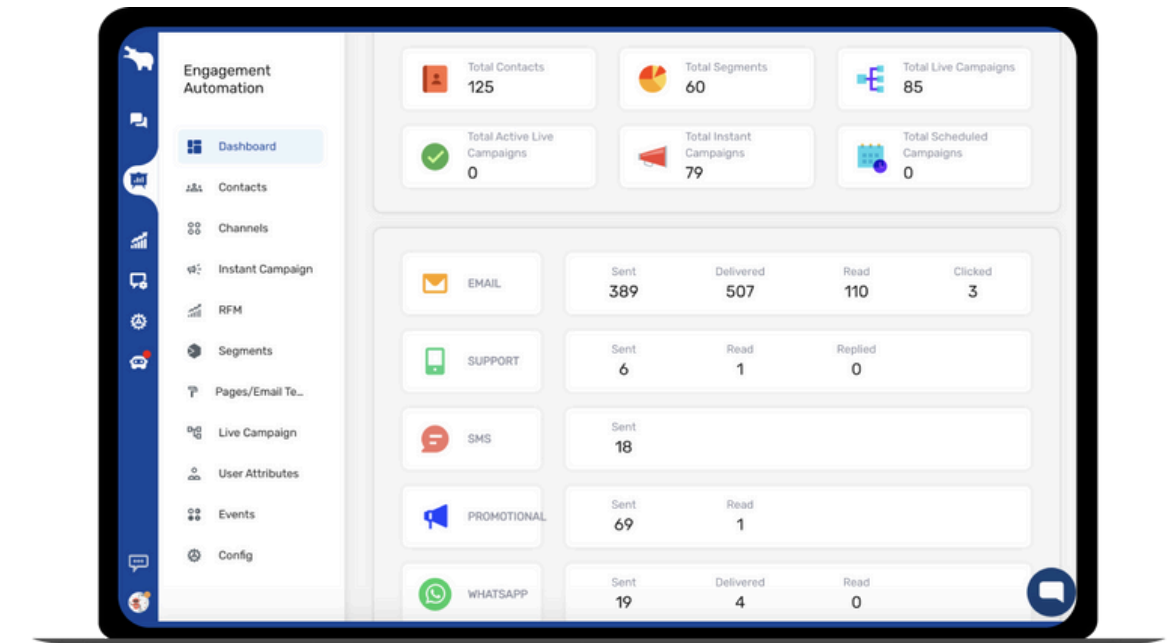 Engagement
Automation
Dashboard
Contacts
Channels
Instant Campaign
RFM
Segments
Pages/Email Te...
Live Campaign
User Attributes
Events
Config
Total Contacts
125
Total Segments
60
Total Live Campaigns
85
Total Active Live
Campaigns
0
Total Instant
Campaigns
79
Total Scheduled
Campaigns
0
EMAIL
Sent Delivered Read Clicked
389 507 110 3
SUPPORT
Sent Read Replied
6 1 0
SMS
Sent
18
PROMOTIONAL
Sent Read
69 1
WHATSAPP
Sent Delivered Read
19 4 0